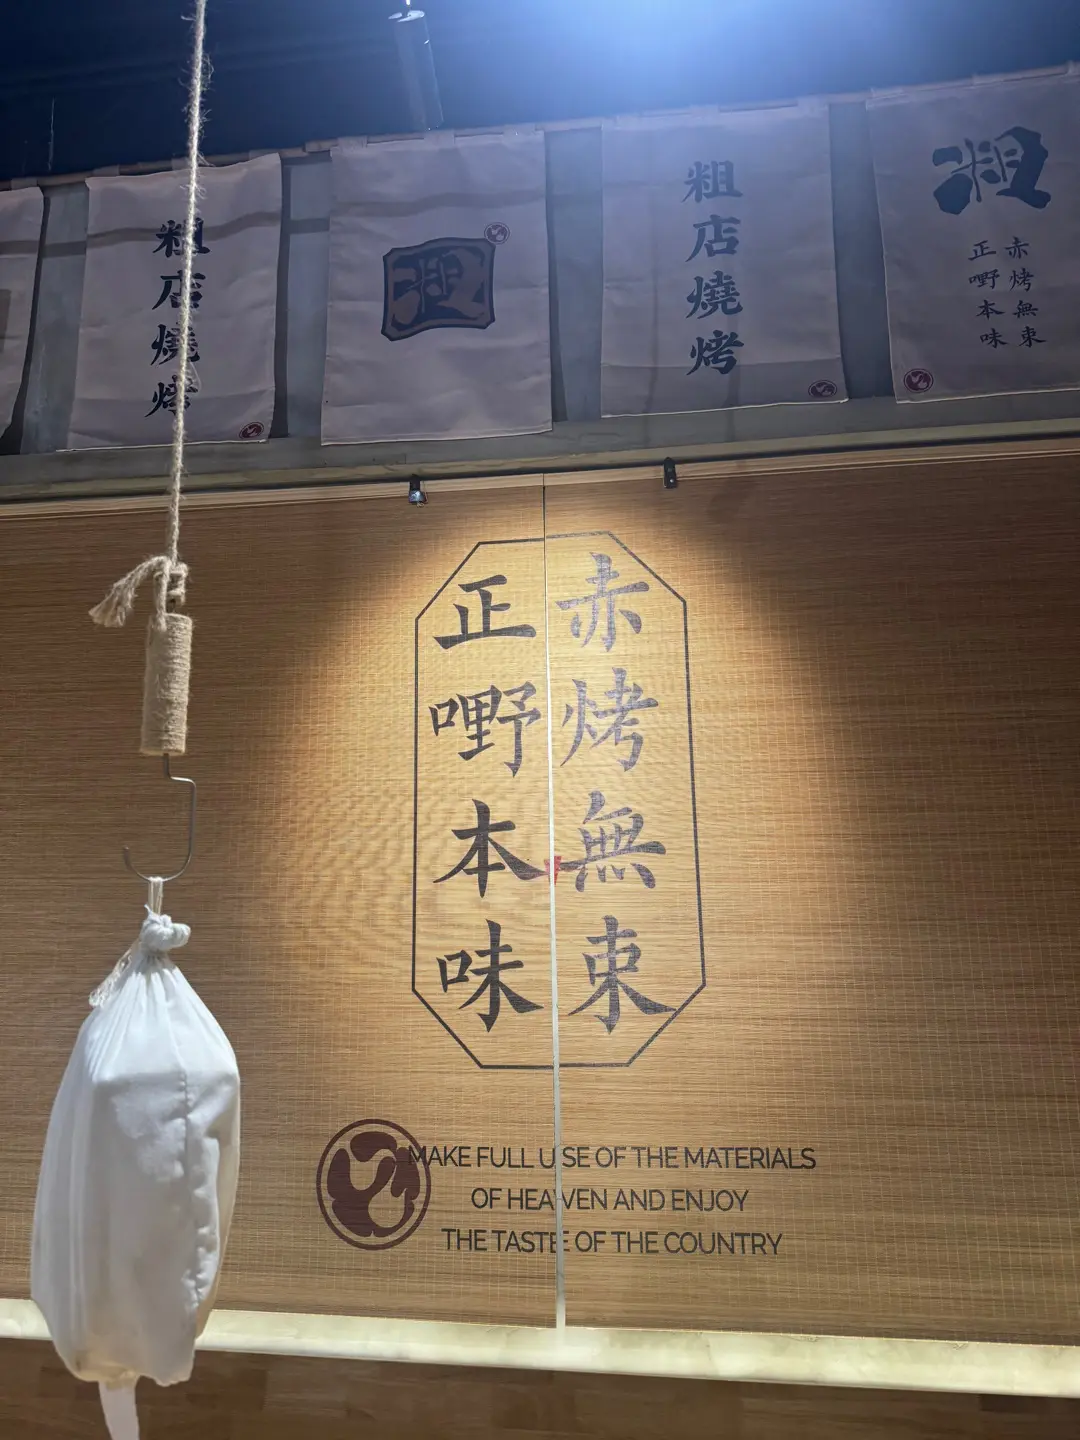 粗店燒烤
粗
粗店燒烤
粗
赤烤無束
正嘢本味
赤烤無束
正嘢本味
MAKE FULL USE OF THE MATERIALS
OF HEAVEN AND ENJOY
THE TASTE OF THE COUNTRY